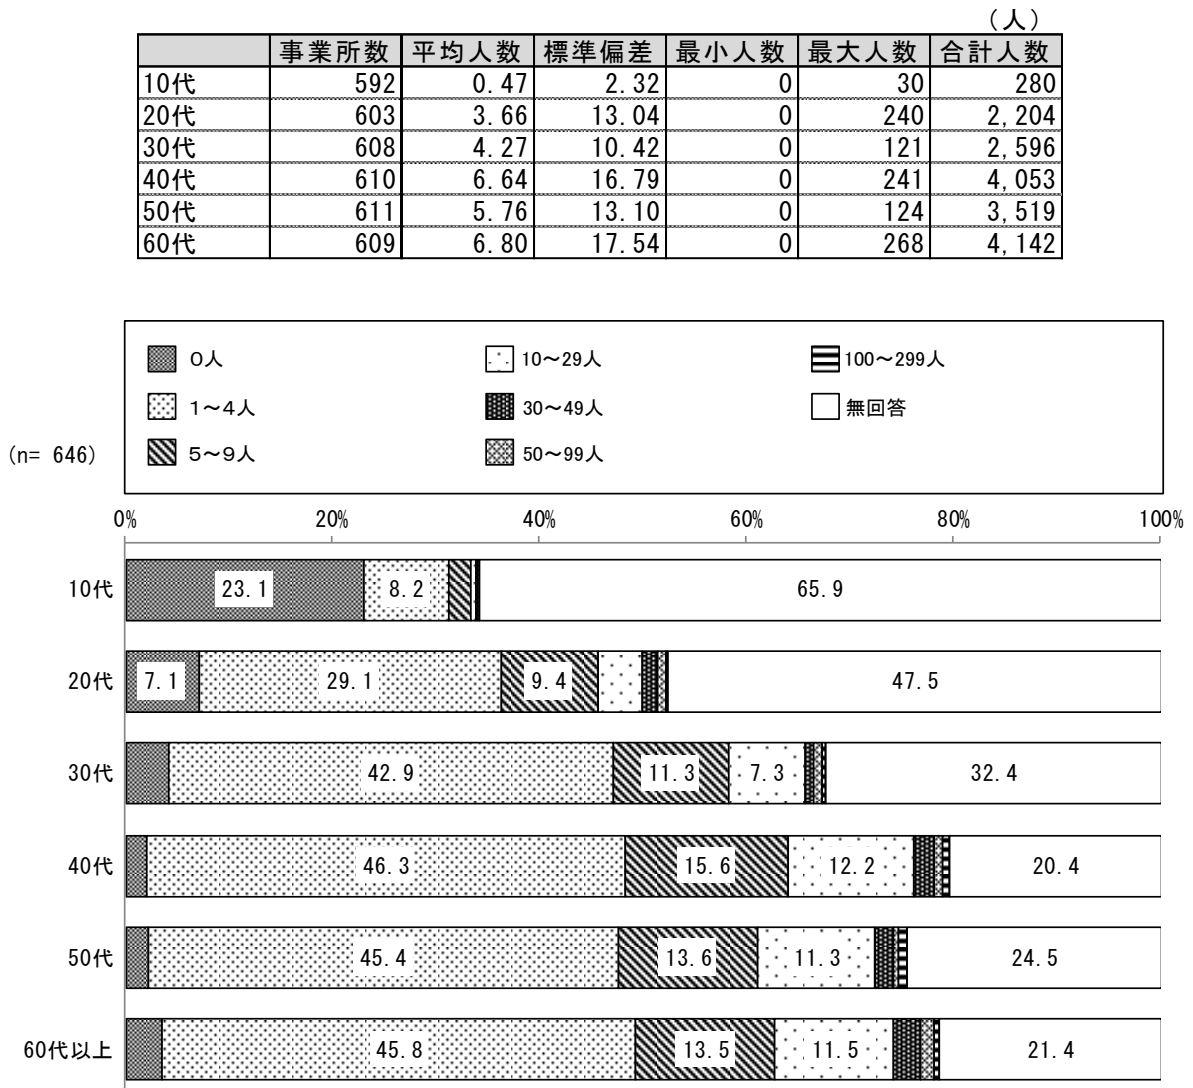 （人）
事業所数 平均人数 標準偏差 最小人数 最大人数 合計人数
10代 592 0.47 2.32 0 30 280
20代 603 3.66 13.04 0 240 2,204
30代 608 4.27 10.42 0 121 2,596
40代 610 6.64 16.79 0 241 4,053
50代 611 5.76 13.10 0 124 3,519
60代 609 6.80 17.54 0 268 4,142
０人 10～29人 100～299人
１～４人 30～49人 無回答
(n= 646) ５～９人 50～99人
0% 20% 40% 60% 80% 100%
10代 23.1 8.2 65.9
20代 7.1 29.1 9.4 47.5
30代 42.9 11.3 7.3 32.4
40代 46.3 15.6 12.2 20.4
50代 45.4 13.6 11.3 24.5
60代以上 45.8 13.5 11.5 21.4